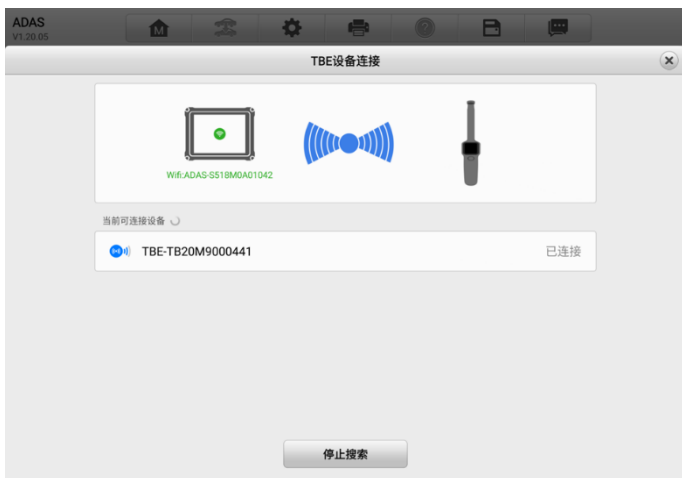 ADAS
V1.20.05
M
TBE设备连接
Wifi:ADAS-S518M0A01042
当前可连接设备
TBE-TB20M9000441
已连接
停止搜索